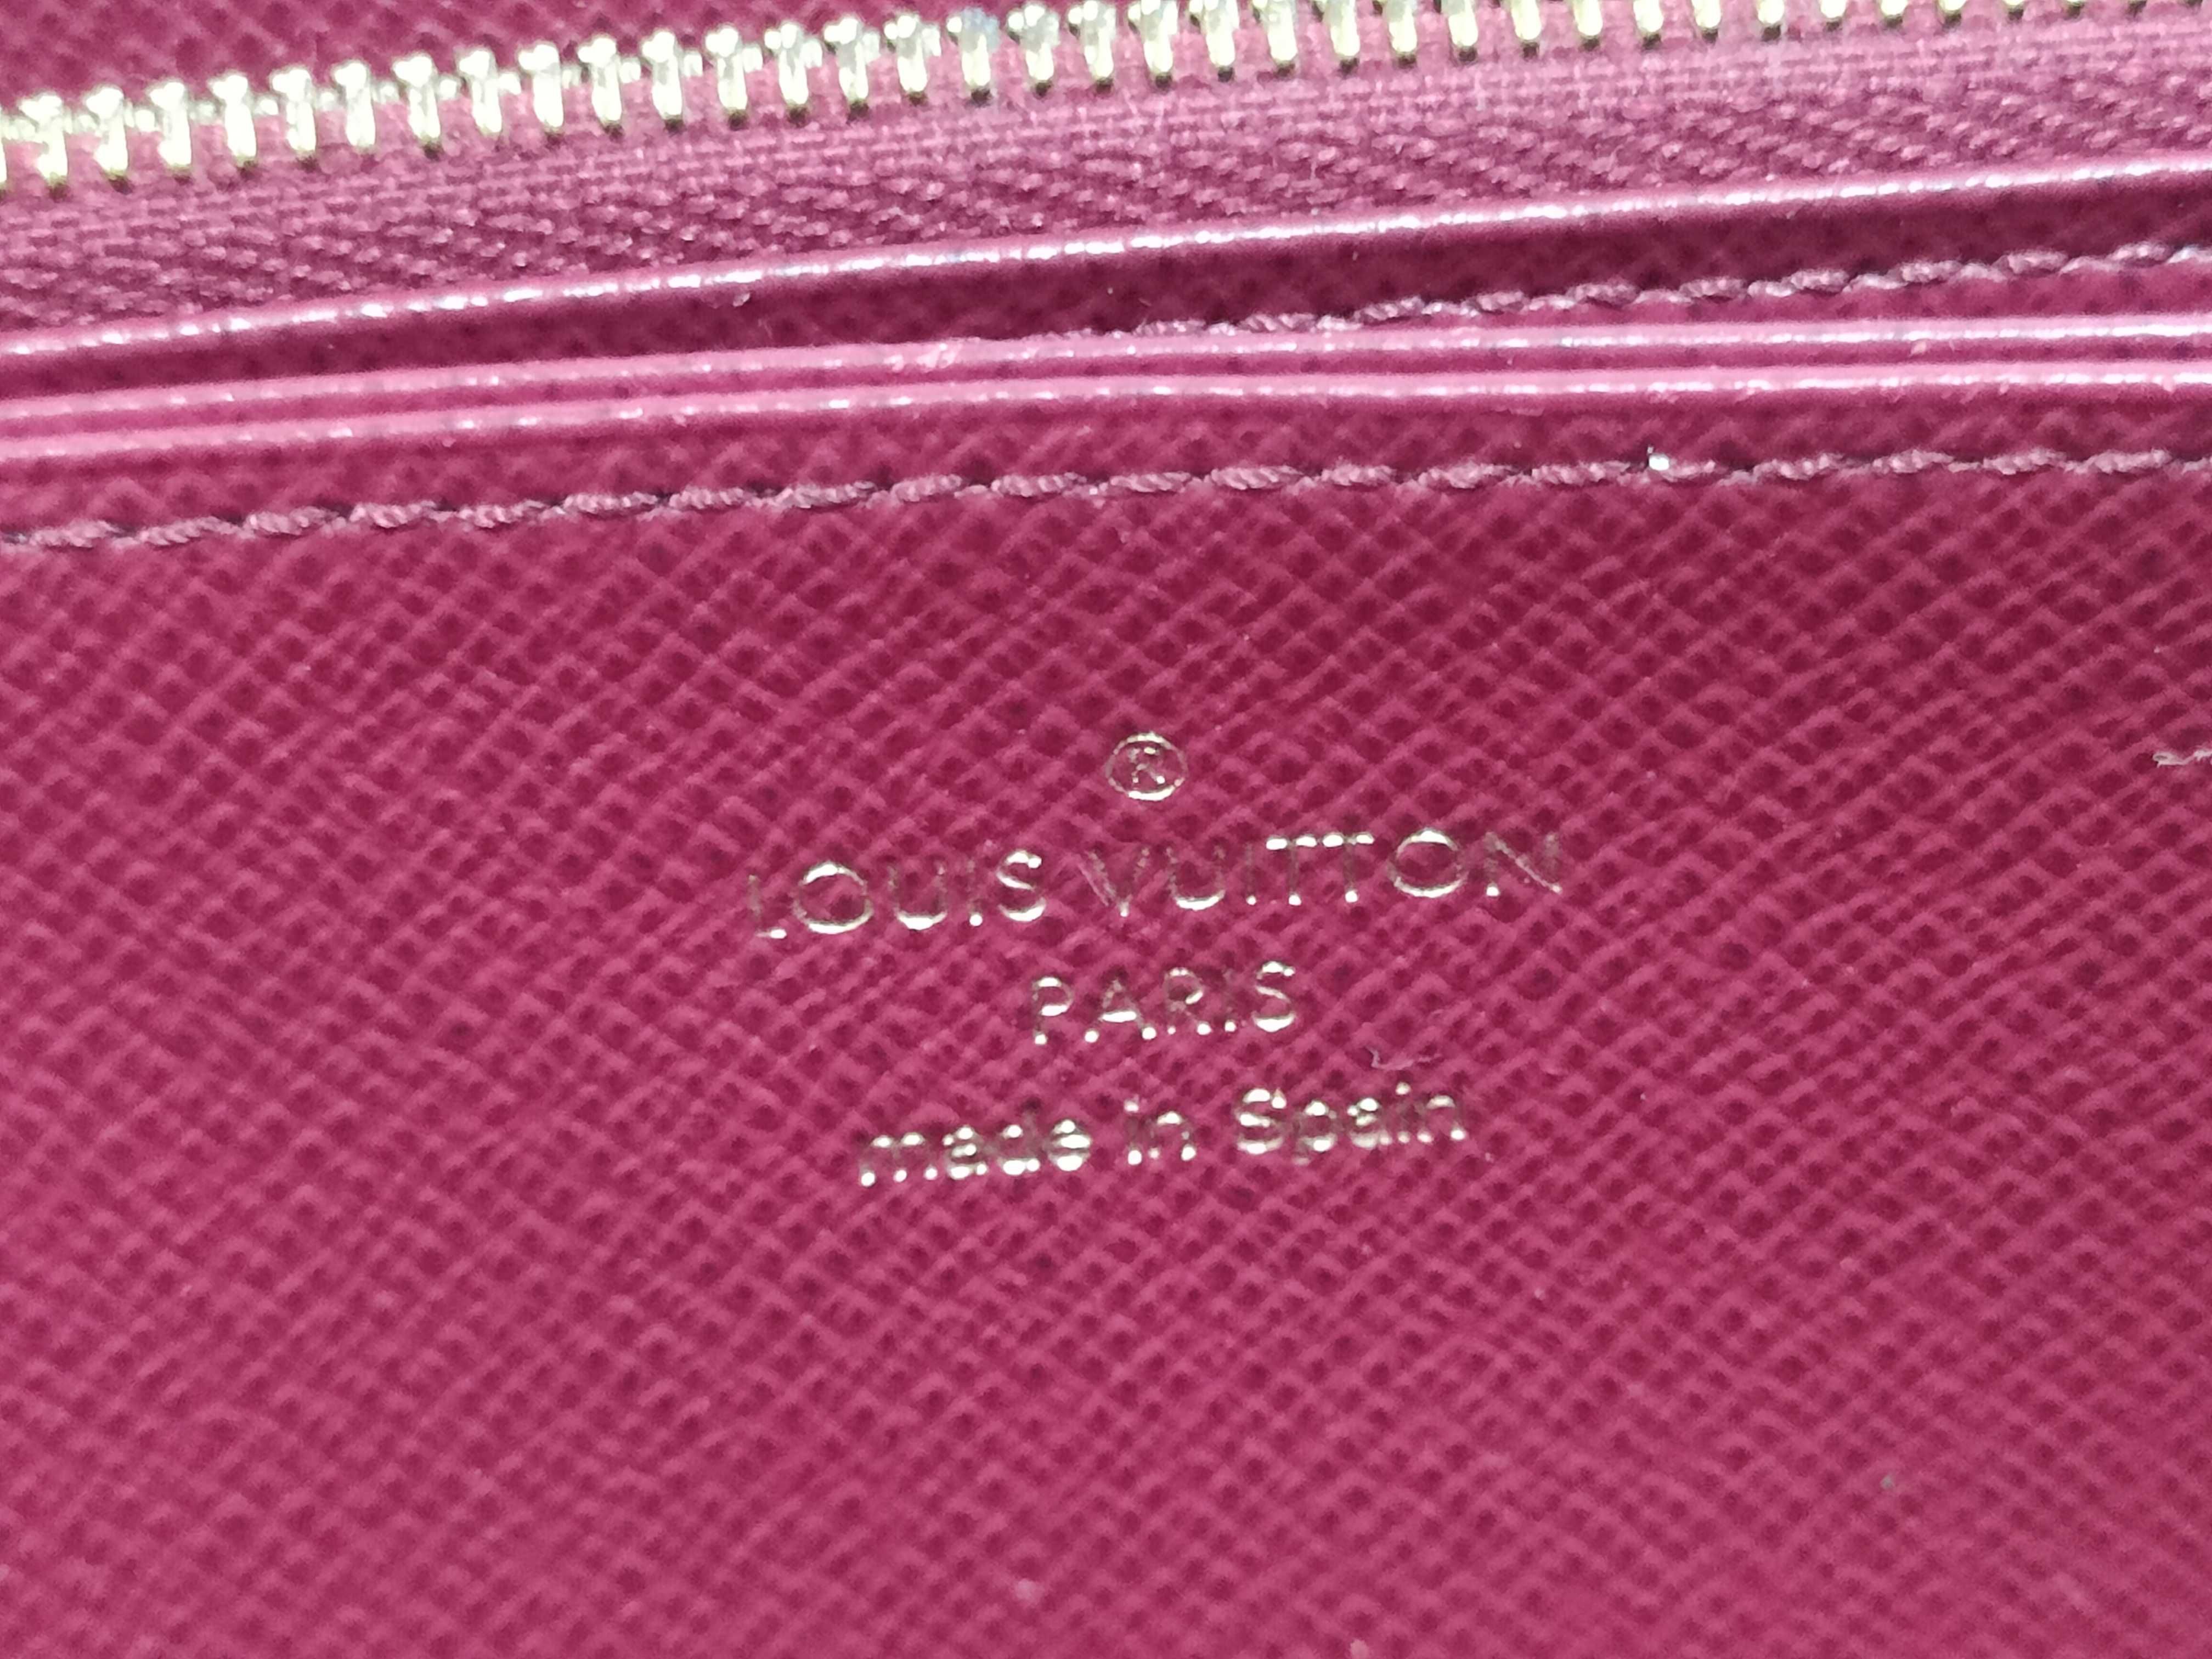 ®
LOUIS VUITTON
PARIS
made in Spain